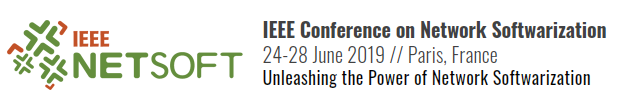 IEEE
NETSOFT
IEEE Conference on Network Softwarization
24-28 June 2019 // Paris, France
Unleashing the Power of Network Softwarization